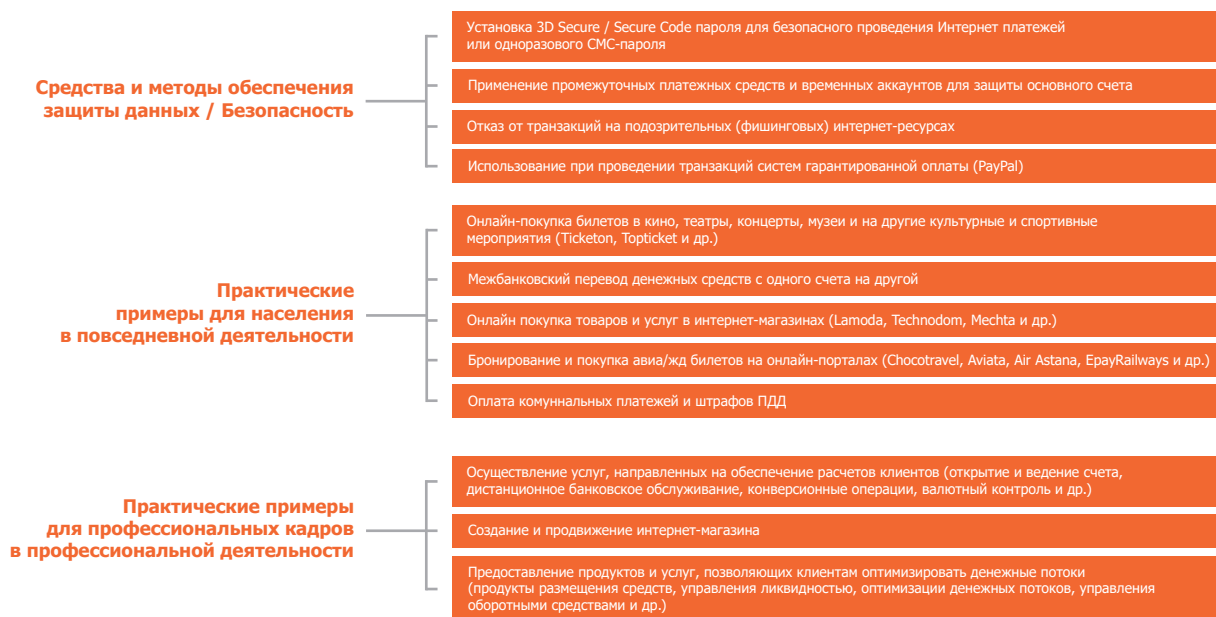 Средства и методы обеспечения
защиты данных / Безопасность
Установка 3D Secure / Secure Code пароля для безопасного проведения Интернет платежей
или одноразового СМС-пароля
Применение промежуточных платежных средств и временных аккаунтов для защиты основного счета
Отказ от транзакций на подозрительных (фишинговых) интернет-ресурсах
Использование при проведении транзакций систем гарантированной оплаты (PayPal)
Практические
примеры для населения
в повседневной деятельности
Онлайн-покупка билетов в кино, театры, концерты, музеи и на другие культурные и спортивные
мероприятия (Ticketon, Topticket и др.)
Межбанковский перевод денежных средств с одного счета на другой
Онлайн покупка товаров и услуг в интернет-магазинах (Lamoda, Technodom, Mechta и др.)
Бронирование и покупка авиа/жд билетов на онлайн-порталах (Chocotravel, Aviata, Air Astana, EpayRailways и др.)
Оплата комуннальных платежей и штрафов ПДД
Практические примеры
для профессиональных кадров
в профессиональной деятельности
Осуществление услуг, направленных на обеспечение расчетов клиентов (открытие и ведение счета,
дистанционное банковское обслуживание, конверсионные операции, валютный контроль и др.)
Создание и продвижение интернет-магазина
Предоставление продуктов и услуг, позволяющих клиентам оптимизировать денежные потоки
(продукты размещения средств, управления ликвидностью, оптимизации денежных потоков, управления
оборотными средствами и др.)